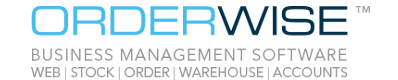 ORDERWISE™
BUSINESS MANAGEMENT SOFTWARE
WEB | STOCK | ORDER | WAREHOUSE | ACCOUNTS